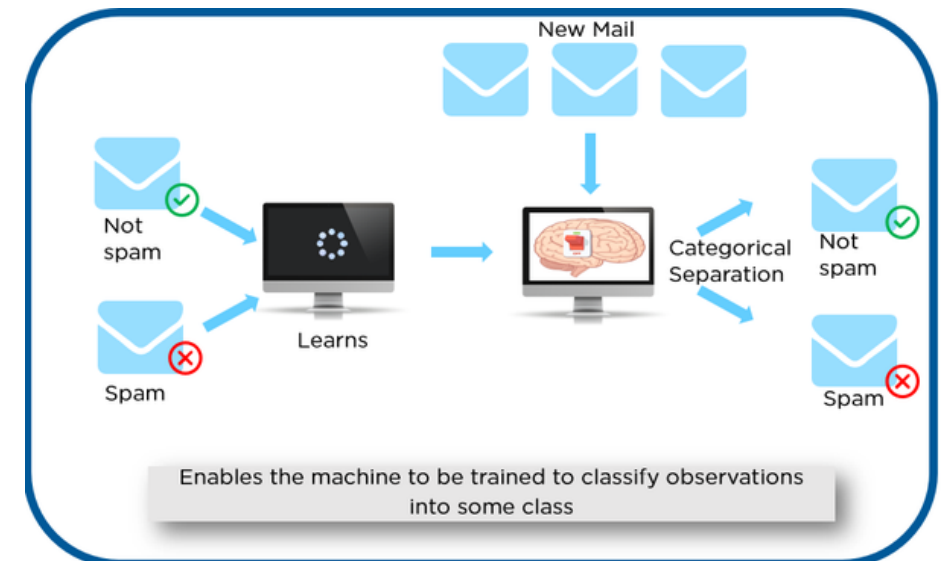 New Mail
Not
spam
Spam
Learns
Categorical
Separation
Not
spam
Spam
Enables the machine to be trained to classify observations
into some class